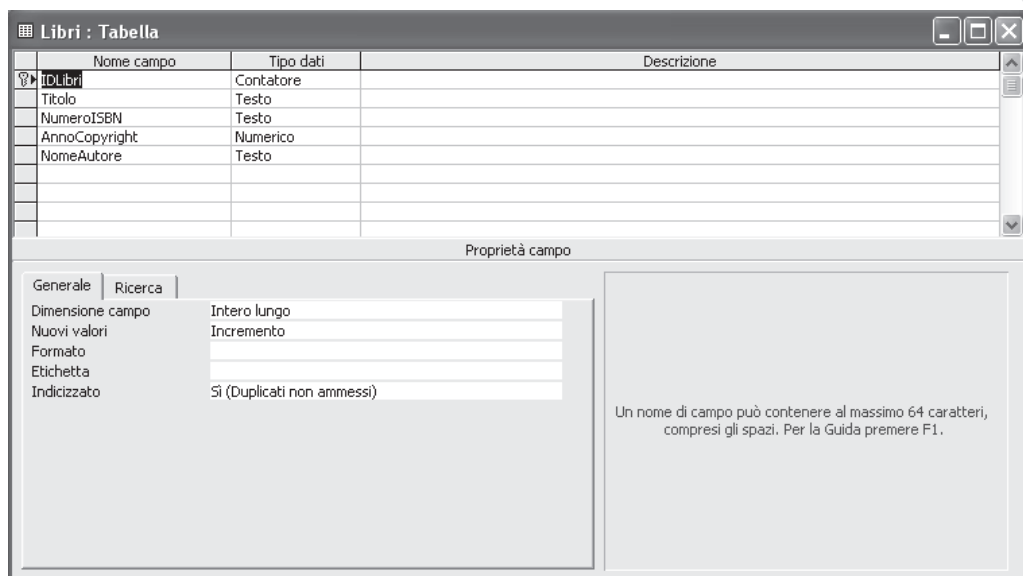 Libri : Tabella
Nome campo Tipo dati Descrizione
IDLibri Contatore
Titolo Testo
NumeroISBN Testo
AnnoCopyright Numerico
NomeAutore Testo
Proprietà campo
Generale Ricerca
Dimensione campo Intero lungo
Nuovi valori Incremento
Formato
Etichetta
Indicizzato Sì (Duplicati non ammessi)
Un nome di campo può contenere al massimo 64 caratteri,
compresi gli spazi. Per la Guida premere F1.